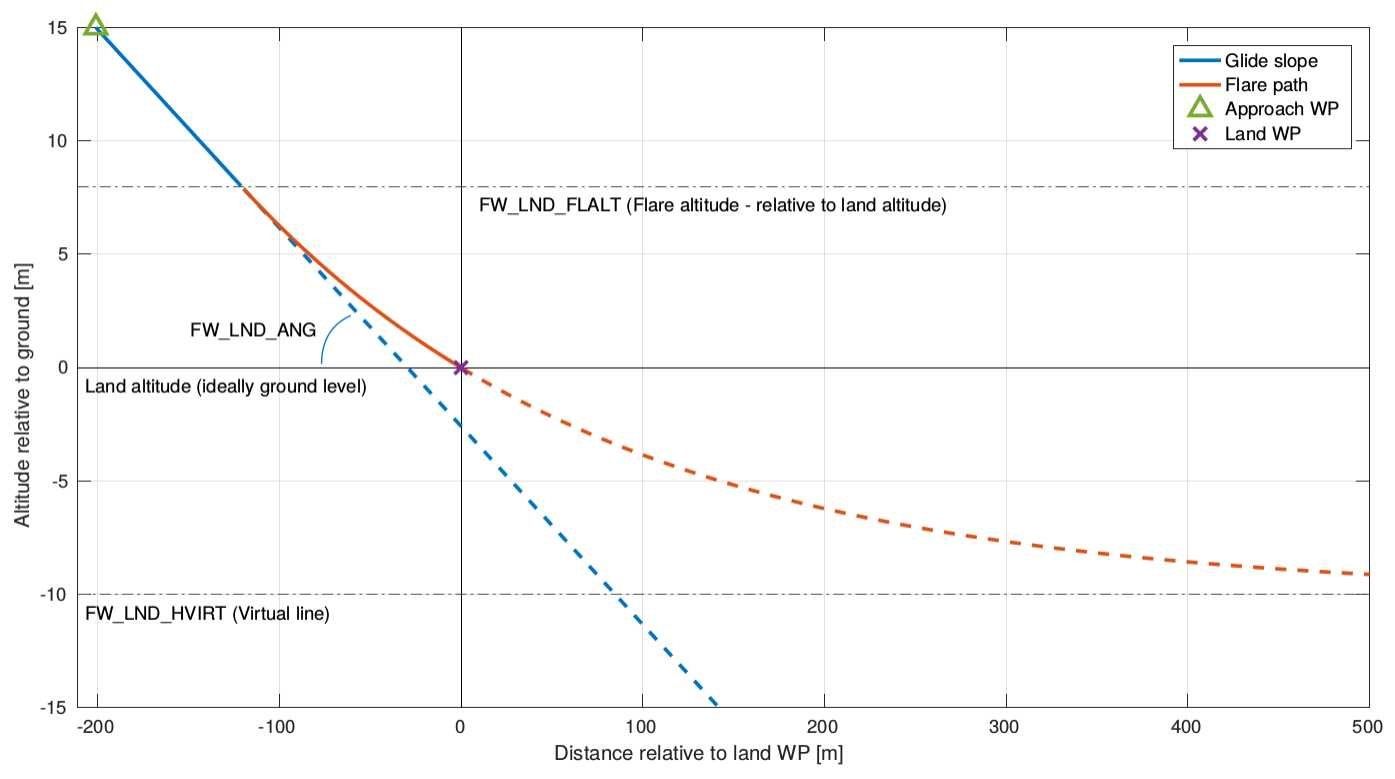 15
10
5
0
-5
-10
-15
Altitude relative to ground [m]
Glide slope
Flare path
Approach WP
Land WP
FW_LND_FLALT (Flare altitude - relative to land altitude)
FW_LND_ANG
Land altitude (ideally ground level)
FW_LND_HVIRT (Virtual line)
-200 -100 0 100 200 300 400 500
Distance relative to land WP [m]